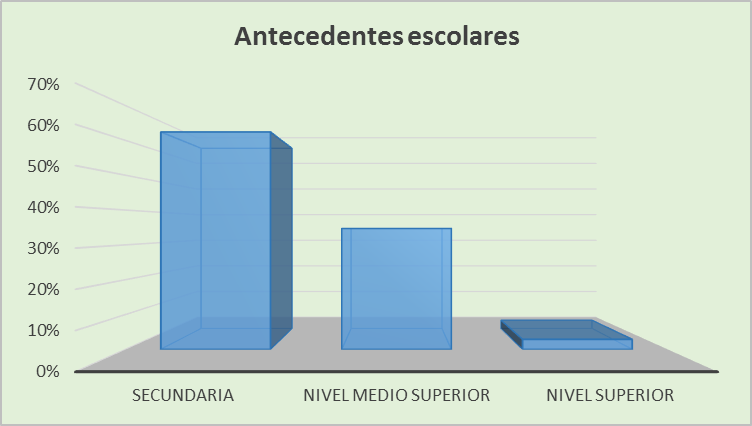 Antecedentes escolares
70%
60%
50%
40%
30%
20%
10%
0%
SECUNDARIA
NIVEL MEDIO SUPERIOR
NIVEL SUPERIOR